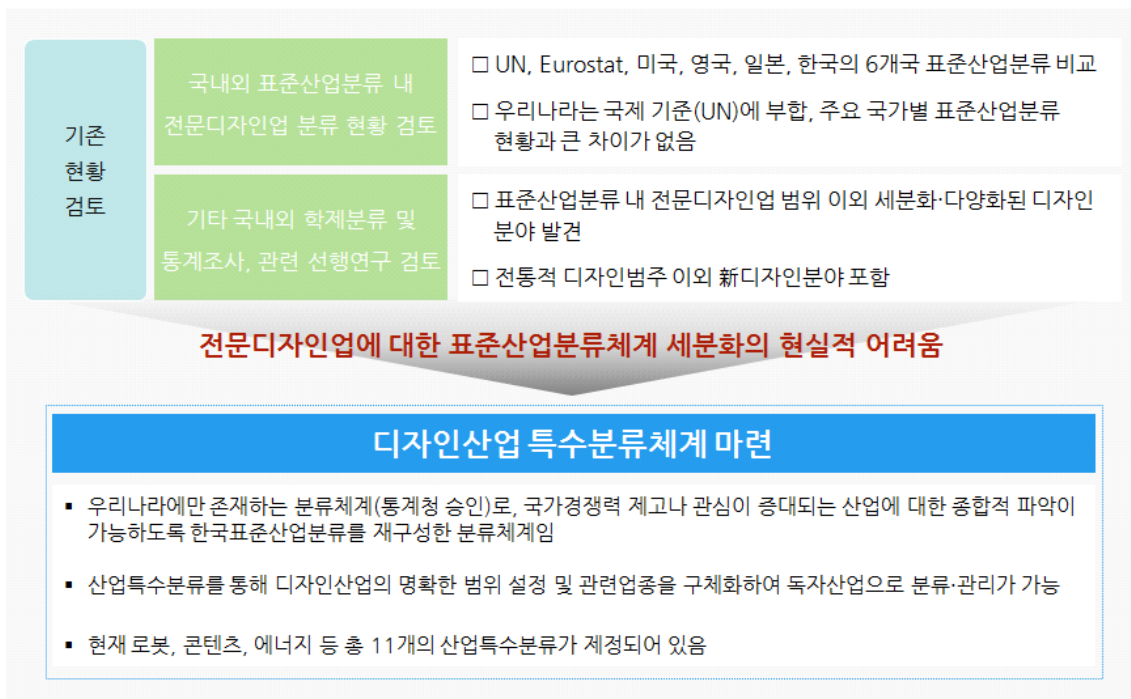 기존
현황
검토
국내외 표준산업분류 내
전문디자인업 분류 현황 검토
□ UN, Eurostat, 미국, 영국, 일본, 한국의 6개국 표준산업분류 비교
□ 우리나라는 국제 기준(UN)에 부합, 주요 국가별 표준산업분류
현황과 큰 차이가 없음
기타 국내외 학제분류 및
통계조사, 관련 선행연구 검토
□ 표준산업분류 내 전문디자인업 범위 이외 세분화·다양화된 디자인
분야 발견
□ 전통적 디자인범주 이외 新디자인분야 포함
전문디자인업에 대한 표준산업분류체계 세분화의 현실적 어려움
디자인산업 특수분류체계 마련
▪ 우리나라에만 존재하는 분류체계(통계청 승인)로, 국가경쟁력 제고나 관심이 증대되는 산업에 대한 종합적 파악이
가능하도록 한국표준산업분류를 재구성한 분류체계임
▪ 산업특수분류를 통해 디자인산업의 명확한 범위 설정 및 관련업종을 구체화하여 독자산업으로 분류·관리가 가능
▪ 현재 로봇, 콘텐츠, 에너지 등 총 11개의 산업특수분류가 제정되어 있음